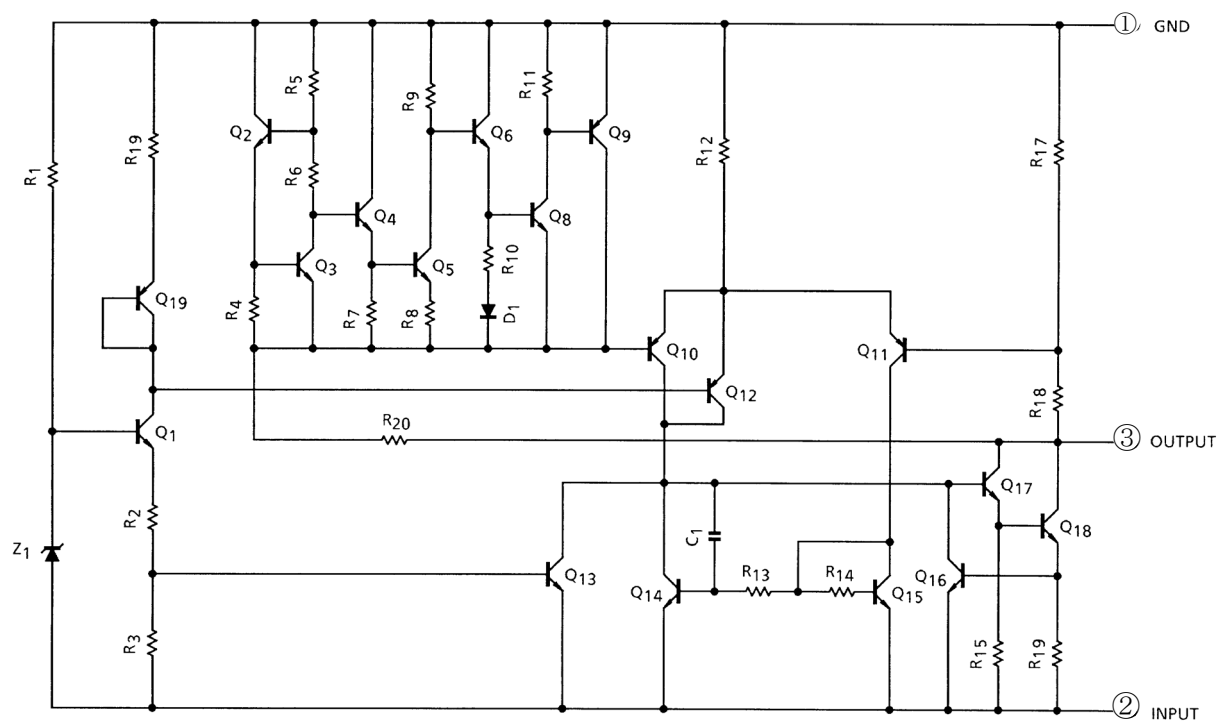 ① GND
R5
R9
R11
Q2
Q6
Q9
R19
R12
R17
R1
R6
Q4
Q8
Q3
Q5
R10
Q19
R4
R7
R8
D1
Q10
Q11
Q12
R18
Q1
R20
③ OUTPUT
Q17
R2
C1
Q18
Z1
Q13
R13
R14
Q16
Q14
Q15
R3
R15
R19
② INPUT